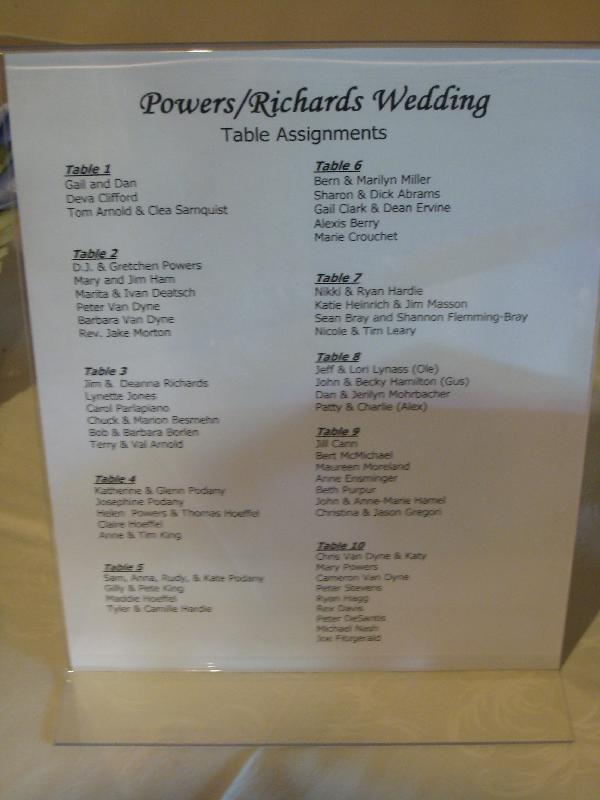 Powers/Richards Wedding
Table Assignments
Table 1
Gail and Dan
Deva Clifford
Tom Arnold & Clea Sarnquist
Table 2
D.J. & Gretchen Powers
Mary and Jim Ham
Marita & Ivan Deatsch
Peter Van Dyne
Barbara Van Dyne
Rev. Jake Morton
Table 3
Jim & Deanna Richards
Lynette Jones
Carol Parlapiano
Chuck & Marion Besmehn
Bob & Barbara Borlen
Terry & Val Arnold
Table 4
Katherine & Glenn Podany
Josephine Podany
Helen Powers & Thomas Hoeffel
Claire Hoeffel
Anne & Tim King
Table 5
Sam, Anna, Rudy, & Kate Podany
Gilly & Pete King
Maddie Hoeffel
Tyler & Camille Hardie
Table 6
Bern & Marilyn Miller
Sharon & Dick Abrams
Gail Clark & Dean Ervine
Alexis Berry
Marie Crouchet
Table 7
Nikki & Ryan Hardie
Katie Heinrich & Jim Masson
Sean Bray and Shannon Flemming-Bray
Nicole & Tim Leary
Table 8
Jeff & Lori Lynass (Ole)
John & Becky Hamilton (Gus)
Dan & Jerilyn Mohrbacher
Patty & Charlie (Alex)
Table 9
Jill Cann
Bert McMichael
Maureen Moreland
Anne Ensminger
Beth Purpur
John & Anne-Marie Hamel
Christina & Jason Gregori
Table 10
Chris Van Dyne & Katy
Mary Powers
Cameron Van Dyne
Peter Stevens
Ryan Hagg
Rex Davis
Peter DeSantis
Michael Nash
Joe Fitzgerald